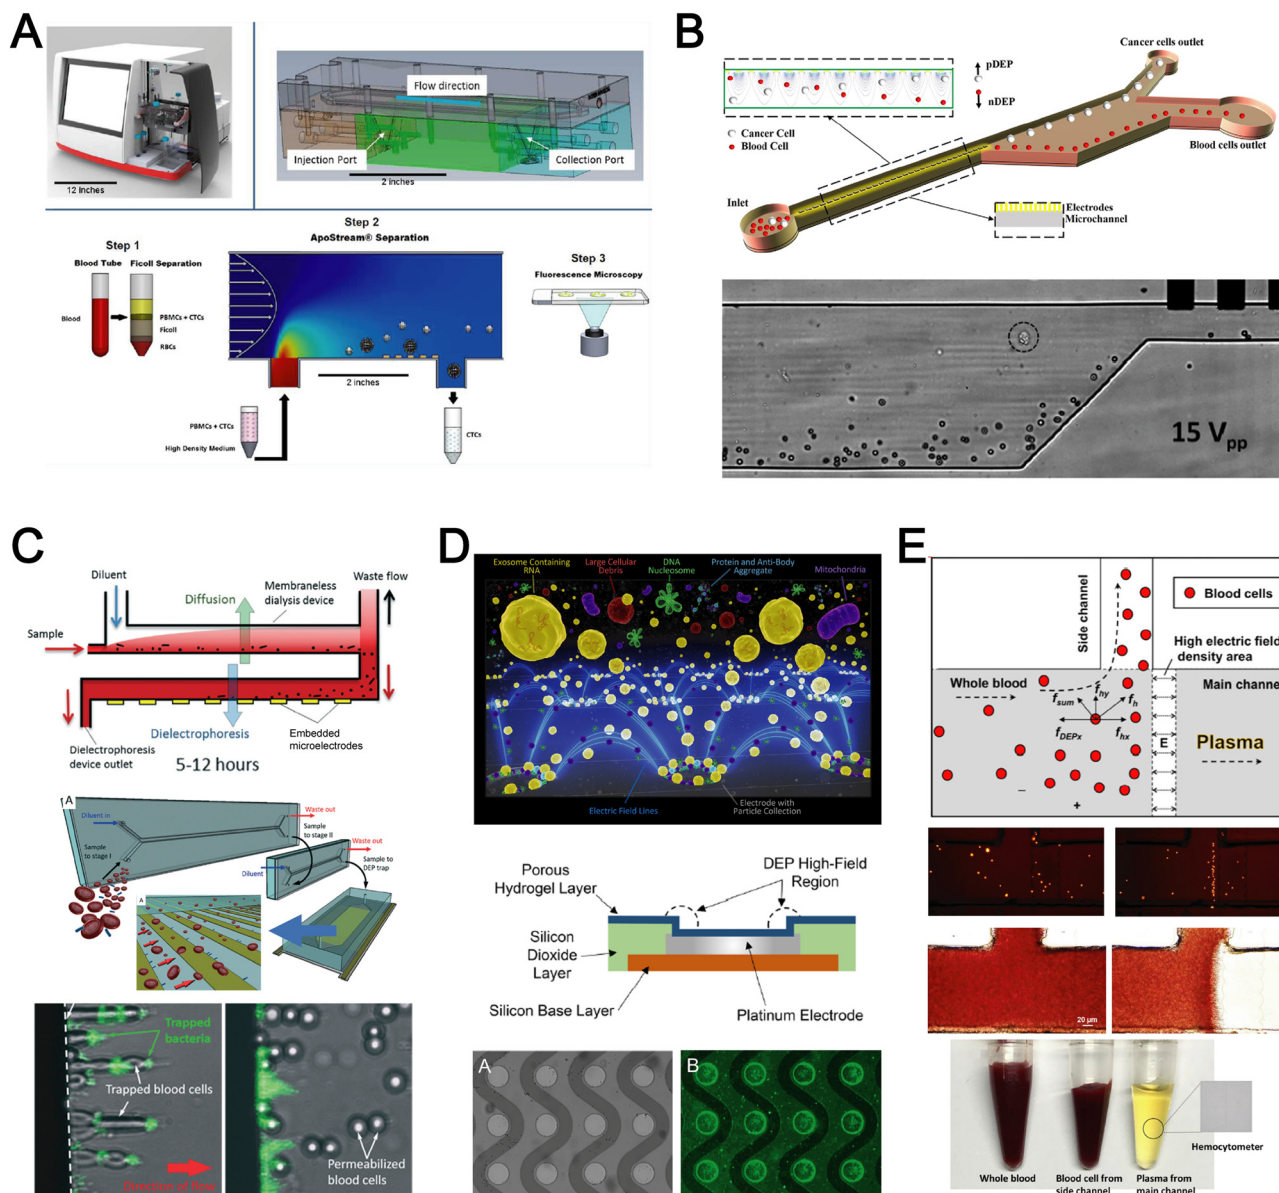 A
12 inches
Flow direction
Injection Port
Collection Port
2 inches
Step 1
Blood Tube
Ficoll Separation
Blood
PBMCs + CTCs
Ficoll
RBCs
Step 2
ApoStream® Separation
2 inches
PBMCs + CTCs
High Density Medium
CTCs
Step 3
Fluorescence Microscopy
B
pDEP
nDEP
Cancer Cell
Blood Cell
Cancer cells outlet
Blood cells outlet
Inlet
Electrodes
Microchannel
15 Vpp
C
Diluent
Membraneless
dialysis device
Waste flow
Diffusion
Sample
Dielectrophoresis
Embedded
microelectrodes
Dielectrophoresis
device outlet
5-12 hours
A
Diluent in
Waste out
Sample
to stage II
Sample to stage I
Waste out
Diluent
Sample to
DEP trap
A
Trapped
bacteria
Trapped blood cells
Direction of flow
Permeabilized
blood cells
D
Exosome Containing
RNA
Large Cellular
Debris
DNA
Nucleosome
Protein and Anti-Body
Aggregate
Mitochondria
Electric Field Lines
Electrode with
Particle Collection
Porous
Hydrogel Layer
DEP High-Field
Region
Silicon
Dioxide
Layer
Silicon Base Layer
Platinum Electrode
A
B
E
Side channel
Blood cells
High electric field
density area
Whole blood
Main channe
fsum
fhy
fh
fDEPx
fhx
E
Plasma
−
+
20 μm
Hemocytometer
Whole blood
Blood cell from
side channel
Plasma from
main channel